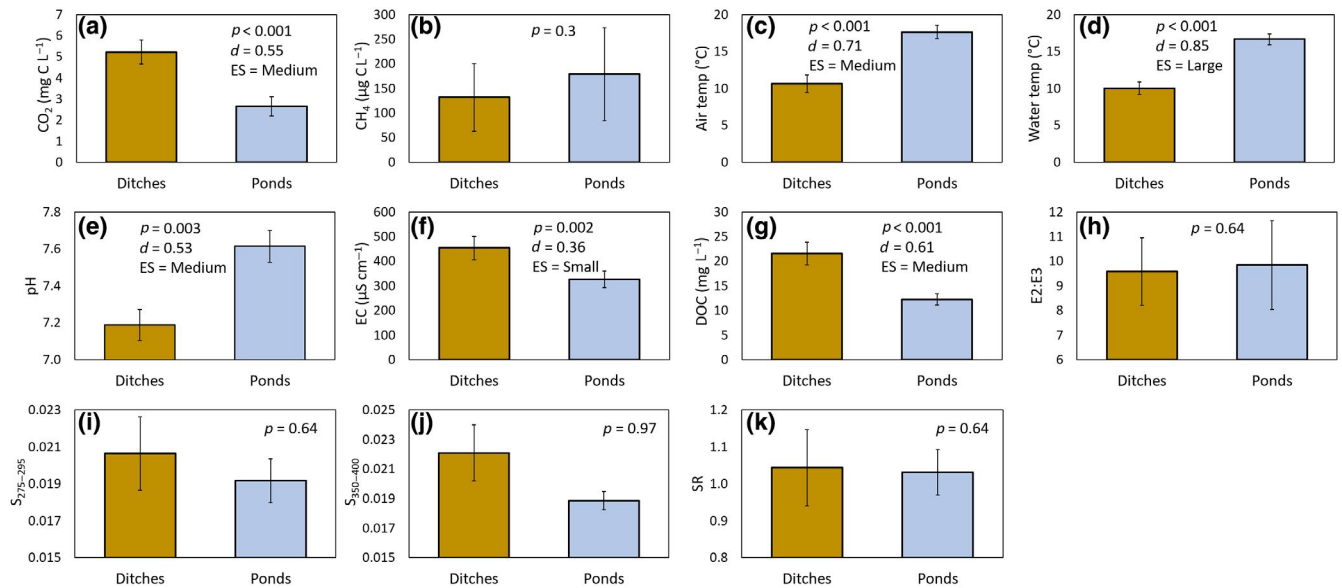 (a)
p < 0.001
d = 0.55
ES = Medium
CO₂ (mg C L⁻¹)
7
6
5
4
3
2
1
0
Ditches Ponds
(b)
p = 0.3
CH₄ (µg C L⁻¹)
300
250
200
150
100
50
0
Ditches Ponds
(c)
p < 0.001
d = 0.71
ES = Medium
Air temp (°C)
20
15
10
5
0
Ditches Ponds
(d)
p < 0.001
d = 0.85
ES = Large
Water temp (°C)
20
15
10
5
0
Ditches Ponds
(e)
p = 0.003
d = 0.53
ES = Medium
pH
7.8
7.6
7.4
7.2
7.0
Ditches Ponds
(f)
p = 0.002
d = 0.36
ES = Small
EC (µS cm⁻¹)
600
500
400
300
200
100
0
Ditches Ponds
(g)
p < 0.001
d = 0.61
ES = Medium
DOC (mg L⁻¹)
30
25
20
15
10
5
0
Ditches Ponds
(h)
p = 0.64
E2:E3
12
11
10
9
8
7
6
Ditches Ponds
(i)
p = 0.64
S₂₇₅₋₂₉₅
0.023
0.021
0.019
0.017
0.015
Ditches Ponds
(j)
p = 0.97
S₃₅₀₋₄₀₀
0.025
0.023
0.021
0.019
0.017
0.015
Ditches Ponds
(k)
p = 0.64
SR
1.2
1.1
1.0
0.9
0.8
Ditches Ponds